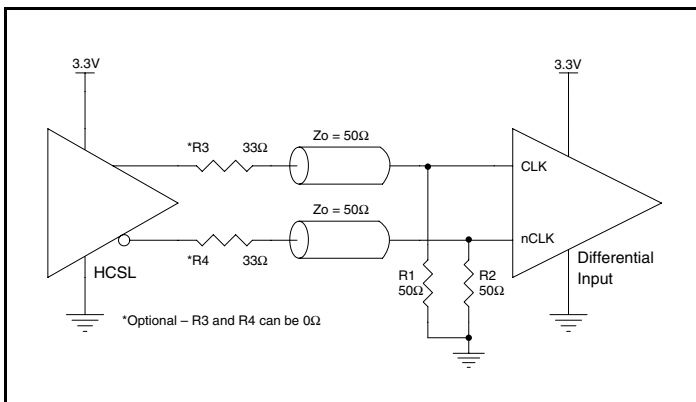 3.3V
3.3V
*R3 33Ω
Zo = 50Ω
CLK
Zo = 50Ω
nCLK
HCSL
*R4 33Ω
R1
50Ω
R2
50Ω
Differential
Input
*Optional – R3 and R4 can be 0Ω